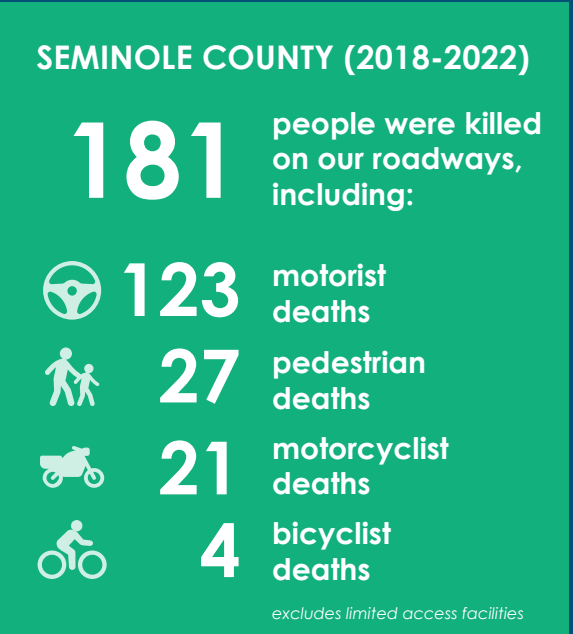 SEMINOLE COUNTY (2018-2022)
181
people were killed
on our roadways,
including:
123
motorist
deaths
27
pedestrian
deaths
21
motorcyclist
deaths
4
bicyclist
deaths
excludes limited access facilities